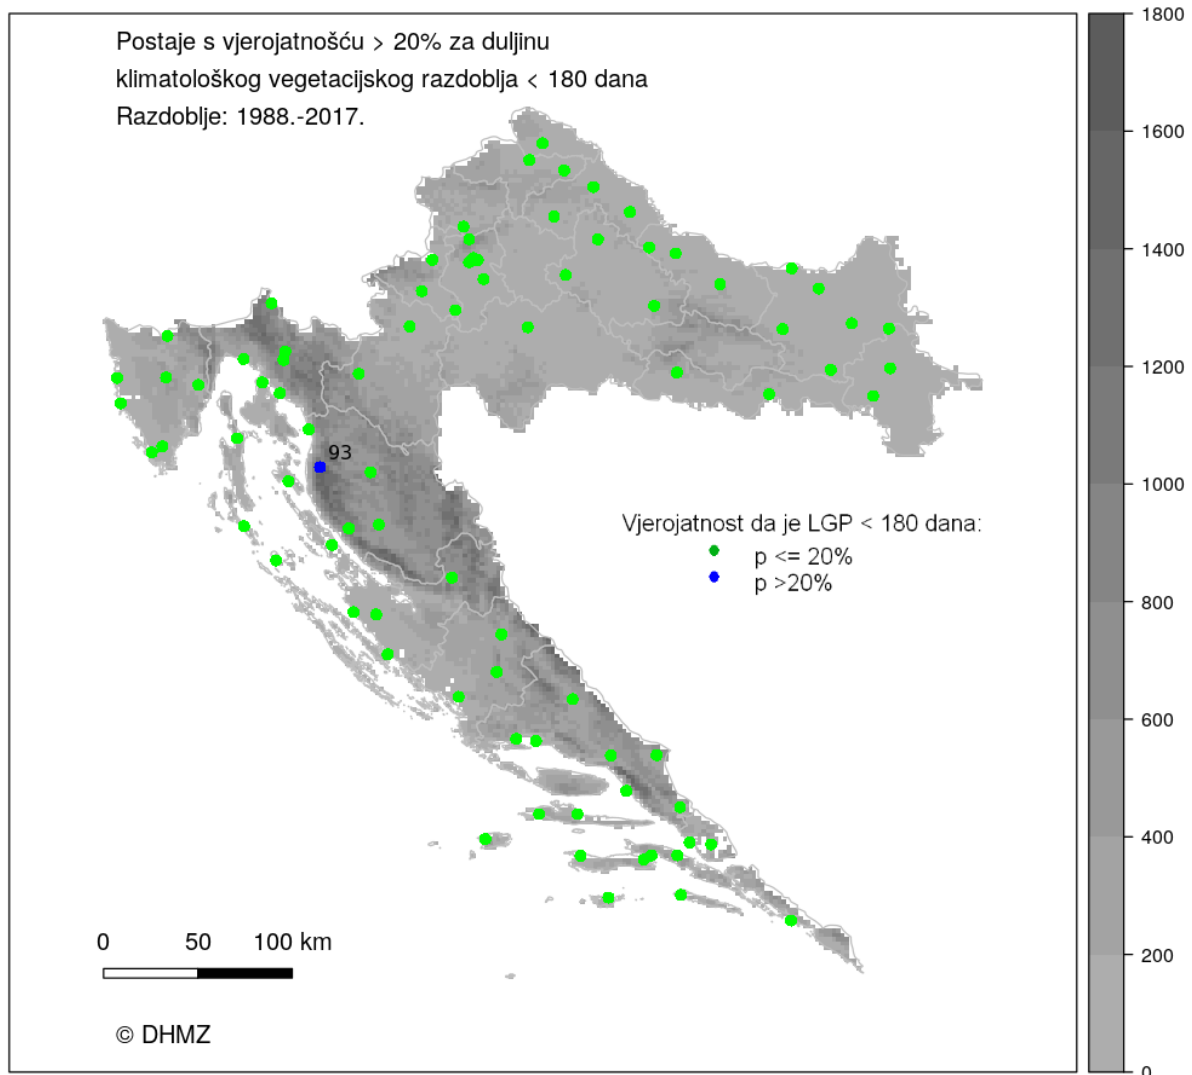 Postaje s vjerojatnošću > 20% za duljinu
klimatološkog vegetacijskog razdoblja < 180 dana
Razdoblje: 1988.-2017.
93
Vjerojatnost da je LGP < 180 dana:
p <= 20%
p >20%
0 50 100 km
© DHMZ
1800
1600
1400
1200
1000
800
600
400
200
0